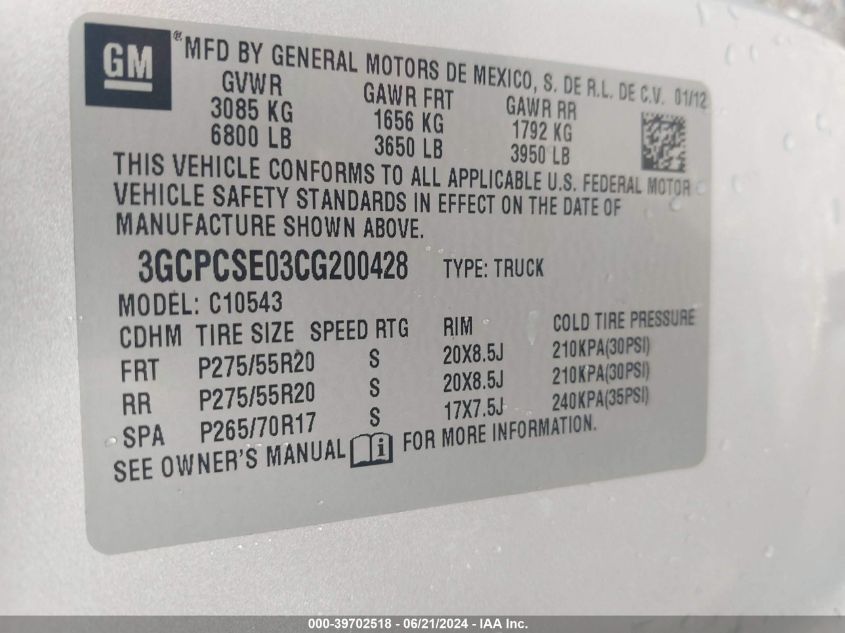 GM
® MFD BY GENERAL MOTORS DE MEXICO, S. DE R.L. DE C.V. 01/12
GVWR GAWR FRT GAWR RR
3085 KG 1656 KG 1792 KG
6800 LB 3650 LB 3950 LB
THIS VEHICLE CONFORMS TO ALL APPLICABLE U.S. FEDERAL MOTOR
VEHICLE SAFETY STANDARDS IN EFFECT ON THE DATE OF
MANUFACTURE SHOWN ABOVE.
3GCPCSE03CG200428 TYPE: TRUCK
MODEL: C10543
CDHM TIRE SIZE SPEED RTG RIM COLD TIRE PRESSURE
FRT P275/55R20 S 20X8.5J 210KPA(30PSI)
RR P275/55R20 S 20X8.5J 210KPA(30PSI)
SPA P265/70R17 S 17X7.5J 240KPA(35PSI)
SEE OWNER'S MANUAL i FOR MORE INFORMATION.
000-39702518 - 06/21/2024 - IAA Inc.